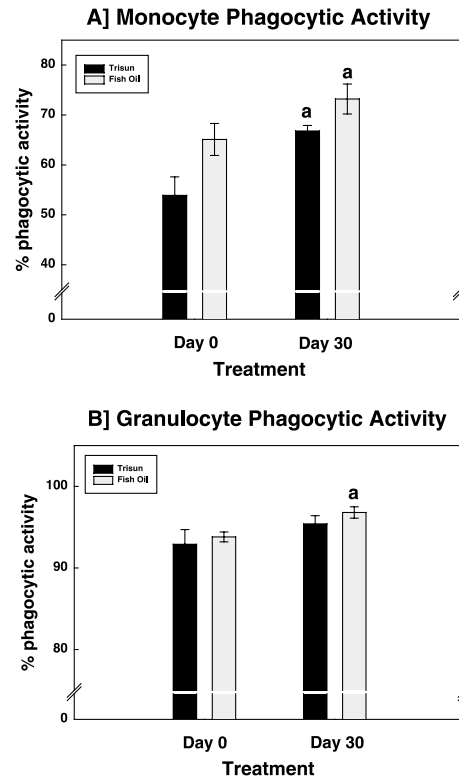 A] Monocyte Phagocytic Activity
Trisun
Fish Oil
80
70
60
50
40
0
% phagocytic activity
a
a
Day 0
Day 30
Treatment
B] Granulocyte Phagocytic Activity
Trisun
Fish Oil
100
90
80
0
% phagocytic activity
a
Day 0
Day 30
Treatment